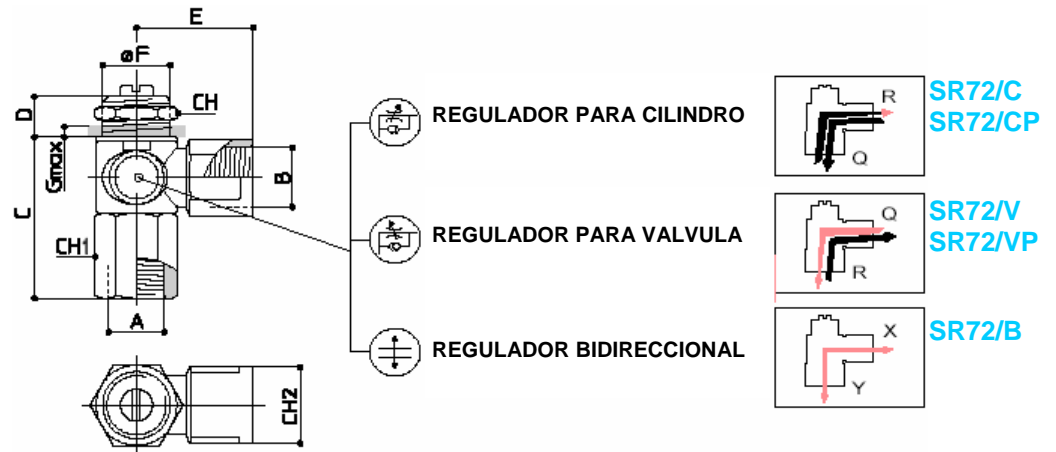 E
øF
CH
D
Gmax
B
C
CH1
A
CH2
REGULADOR PARA CILINDRO
R
Q
SR72/C
SR72/CP
REGULADOR PARA VALVULA
Q
R
SR72/V
SR72/VP
REGULADOR BIDIRECCIONAL
X
Y
SR72/B